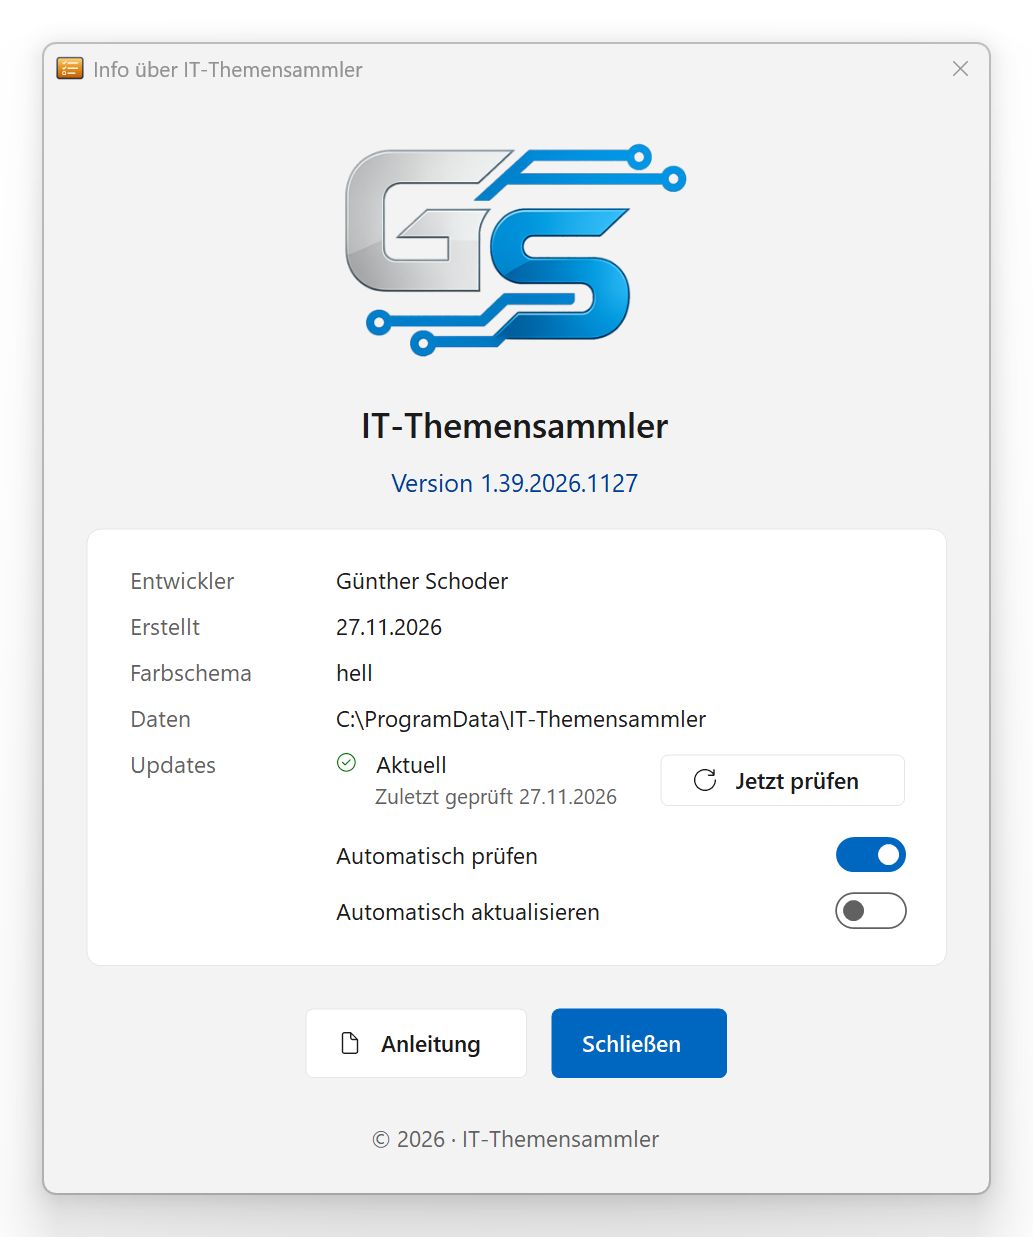 Info über IT-Themensammler
GS
IT-Themensammler
Version 1.39.2026.1127
Entwickler Günther Schoder
Erstellt 27.11.2026
Farbschema hell
Daten C:\ProgramData\IT-Themensammler
Updates Aktuell
Zuletzt geprüft 27.11.2026
Jetzt prüfen
Automatisch prüfen
Automatisch aktualisieren
Anleitung
Schließen
© 2026 · IT-Themensammler